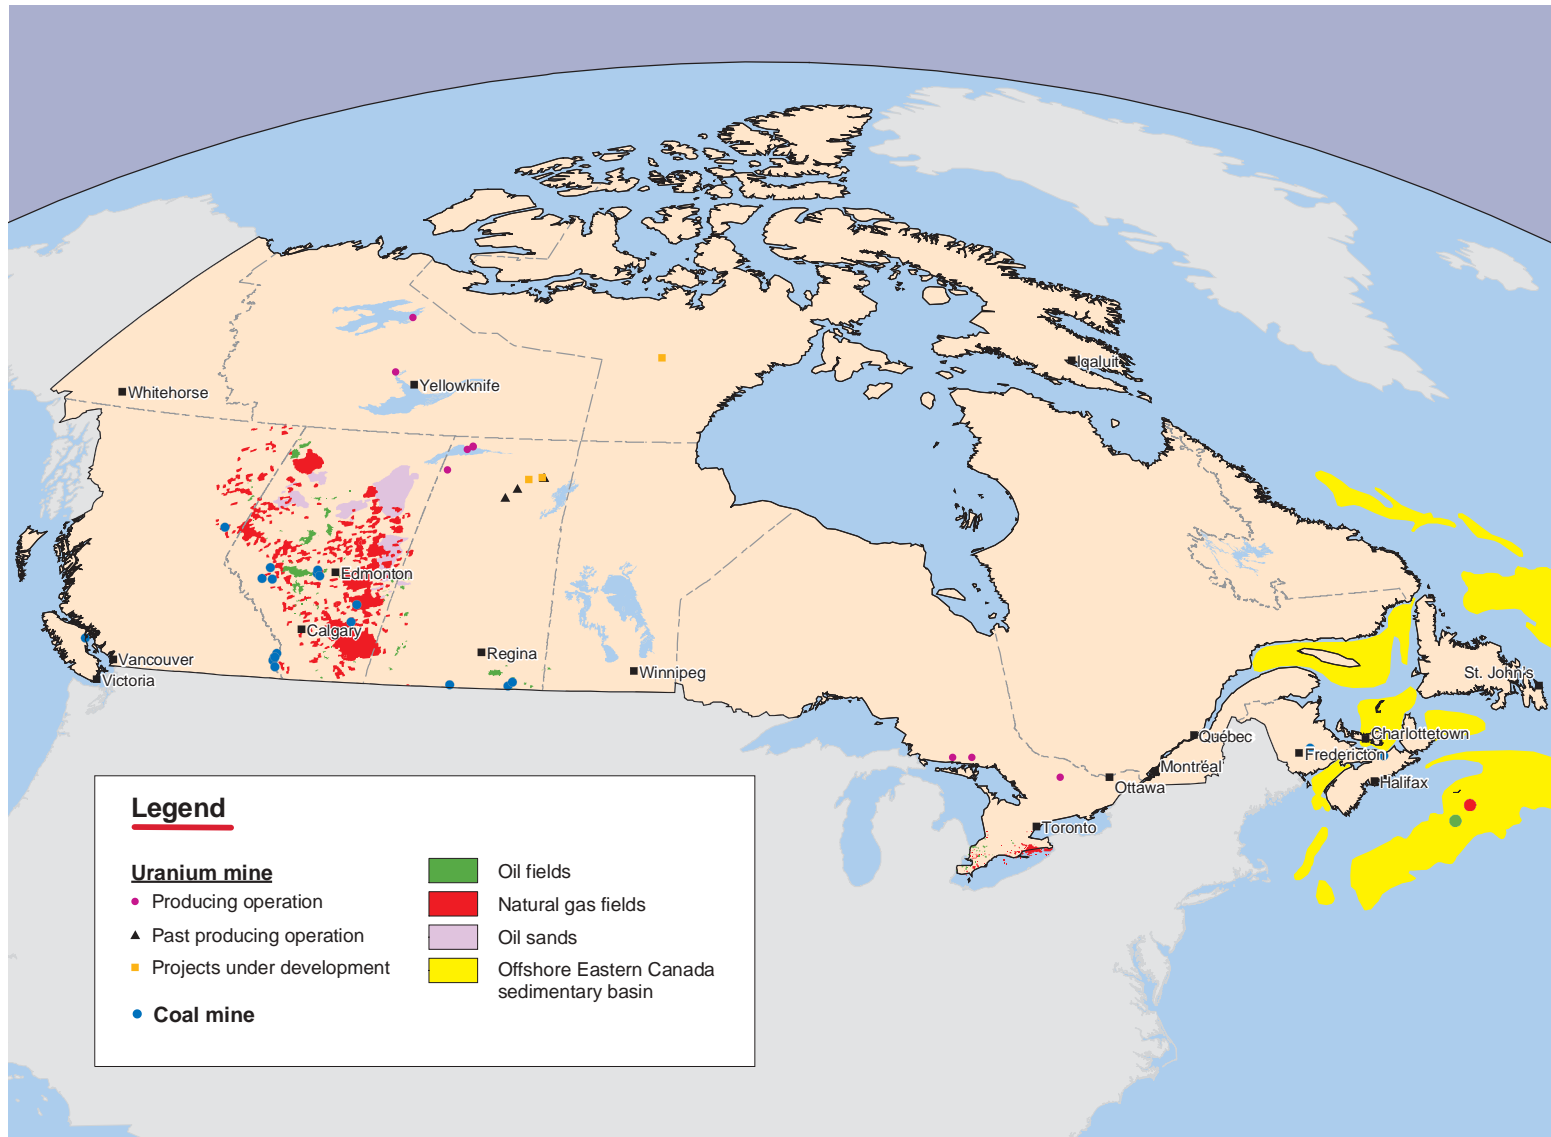 Iqaluit
Whitehorse
Yellowknife
Edmonton
Calgary
Regina
Vancouver
Winnipeg
Victoria
St. John's
Québec
Charlottetown
Fredericton
Montréal
Halifax
Ottawa
Toronto
Legend
Uranium mine
Producing operation
Past producing operation
Projects under development
Coal mine
Oil fields
Natural gas fields
Oil sands
Offshore Eastern Canada
sedimentary basin